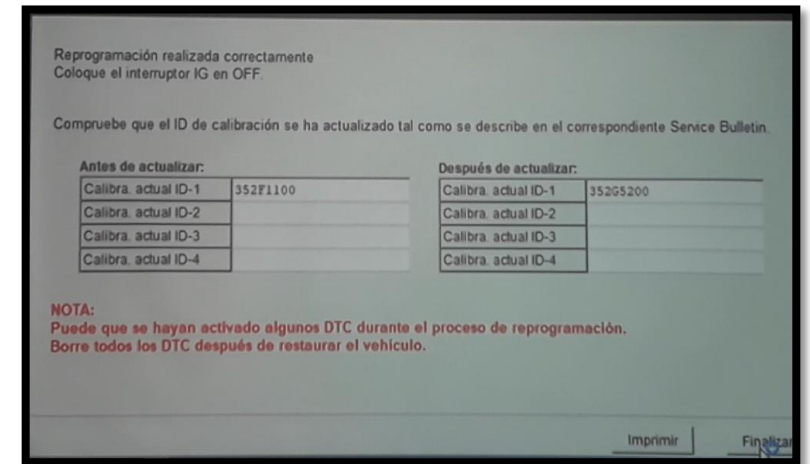 Reprogramación realizada correctamente
Coloque el interruptor IG en OFF.
Compruebe que el ID de calibración se ha actualizado tal como se describe en el correspondiente Service Bulletin.
Antes de actualizar:
Calibra. actual ID-1 352F1100
Calibra. actual ID-2
Calibra. actual ID-3
Calibra. actual ID-4
Después de actualizar:
Calibra. actual ID-1 352G5200
Calibra. actual ID-2
Calibra. actual ID-3
Calibra. actual ID-4
NOTA:
Puede que se hayan activado algunos DTC durante el proceso de reprogramación.
Borre todos los DTC después de restaurar el vehículo.
Imprimir
Finalizar